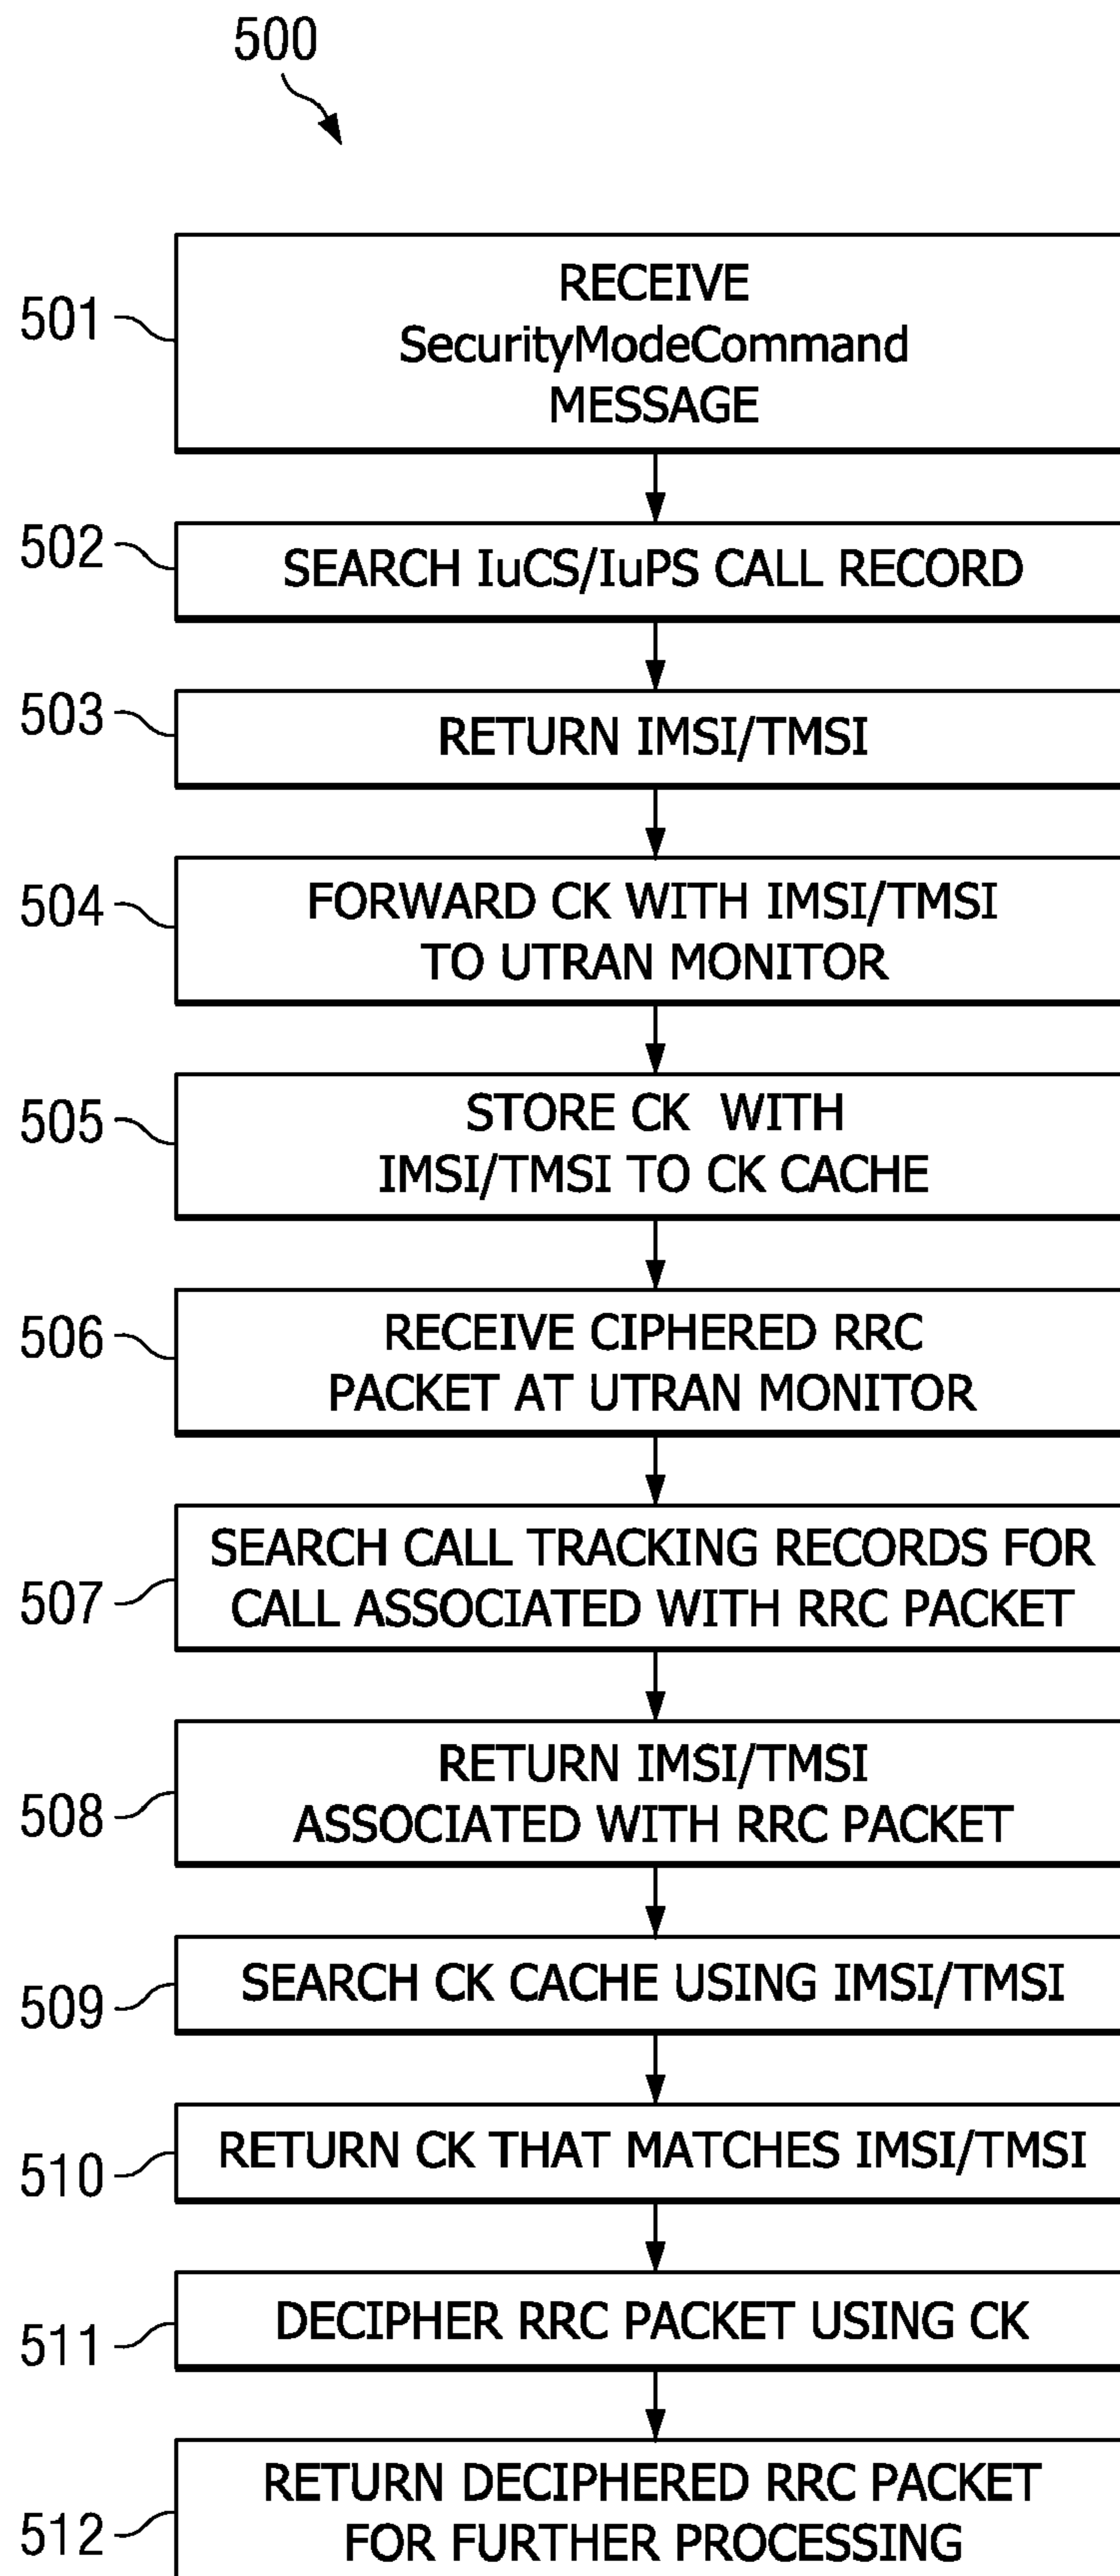 500
501
RECEIVE
SecurityModeCommand
MESSAGE
502
SEARCH IuCS/IuPS CALL RECORD
503
RETURN IMSI/TMSI
504
FORWARD CK WITH IMSI/TMSI
TO UTRAN MONITOR
505
STORE CK WITH
IMSI/TMSI TO CK CACHE
506
RECEIVE CIPHERED RRC
PACKET AT UTRAN MONITOR
507
SEARCH CALL TRACKING RECORDS FOR
CALL ASSOCIATED WITH RRC PACKET
508
RETURN IMSI/TMSI
ASSOCIATED WITH RRC PACKET
509
SEARCH CK CACHE USING IMSI/TMSI
510
RETURN CK THAT MATCHES IMSI/TMSI
511
DECIPHER RRC PACKET USING CK
512
RETURN DECIPHERED RRC PACKET
FOR FURTHER PROCESSING